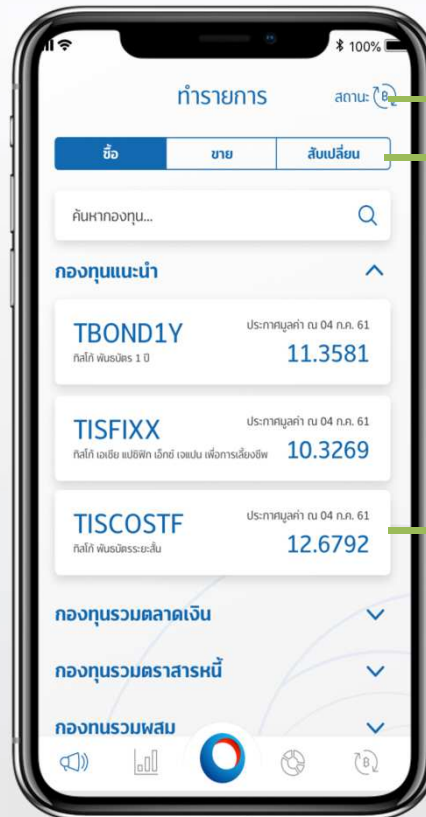 100%
ทำรายการ
สถานะ B
ซื้อ ขาย สับเปลี่ยน
ค้นหากองทุน...
กองทุนแนะนำ
TBOND1Y ประกาศมูลค่า ณ 04 ก.ค. 61
ทิสโก้ พันธบัตร 1 ปี 11.3581
TISFIXX ประกาศมูลค่า ณ 04 ก.ค. 61
ทิสโก้ เอเชีย แปซิฟิก เอ็กซ์ เจแปน เพื่อการเลี้ยงชีพ 10.3269
TISCOSTF ประกาศมูลค่า ณ 04 ก.ค. 61
ทิสโก้ พันธบัตรระยะสั้น 12.6792
กองทุนรวมตลาดเงิน
กองทุนรวมตราสารหนี้
กองทุนรวมผสม
B